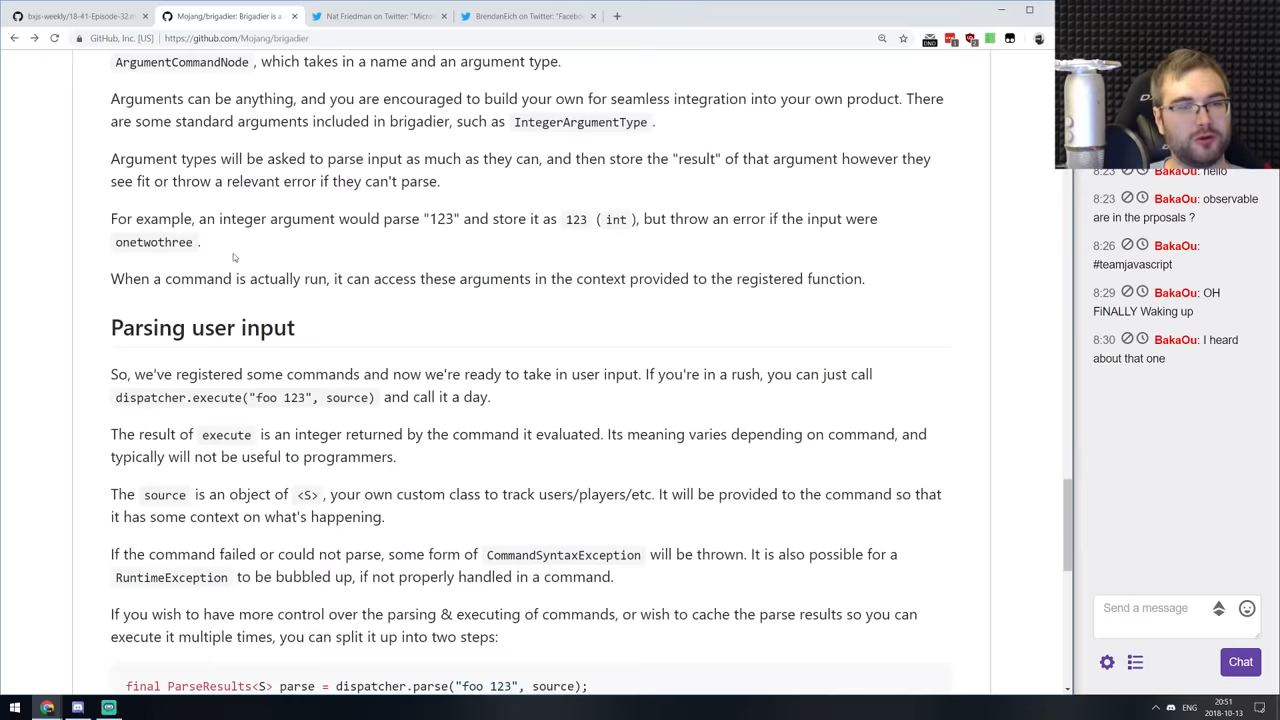 bxjs-weekly/18-41-Episode-32.m
Mojang/brigadier: Brigadier is a
Nat Friedman on Twitter: "Micro
BrendanEich on Twitter: "Faceb
GitHub, Inc. [US]
https://github.com/Mojang/brigadier
DND
ArgumentCommandNode , which takes in a name and an argument type.
Arguments can be anything, and you are encouraged to build your own for seamless integration into your own product. There
are some standard arguments included in brigadier, such as IntegerArgumentType .
Argument types will be asked to parse input as much as they can, and then store the "result" of that argument however they
see fit or throw a relevant error if they can't parse.
For example, an integer argument would parse "123" and store it as 123 ( int ), but throw an error if the input were
onetwothree .
When a command is actually run, it can access these arguments in the context provided to the registered function.
Parsing user input
So, we've registered some commands and now we're ready to take in user input. If you're in a rush, you can just call
dispatcher.execute("foo 123", source) and call it a day.
The result of execute is an integer returned by the command it evaluated. Its meaning varies depending on command, and
typically will not be useful to programmers.
The source is an object of <S> , your own custom class to track users/players/etc. It will be provided to the command so that
it has some context on what's happening.
If the command failed or could not parse, some form of CommandSyntaxException will be thrown. It is also possible for a
RuntimeException to be bubbled up, if not properly handled in a command.
If you wish to have more control over the parsing & executing of commands, or wish to cache the parse results so you can
execute it multiple times, you can split it up into two steps:
final ParseResults<S> parse = dispatcher.parse("foo 123", source);
8:23 BakaOu: hello
8:23 BakaOu: observable
are in the prposals ?
8:26 BakaOu:
#teamjavascript
8:29 BakaOu: OH
FiNALLY Waking up
8:30 BakaOu: I heard
about that one
Send a message
Chat
ENG
20:51
2018-10-13